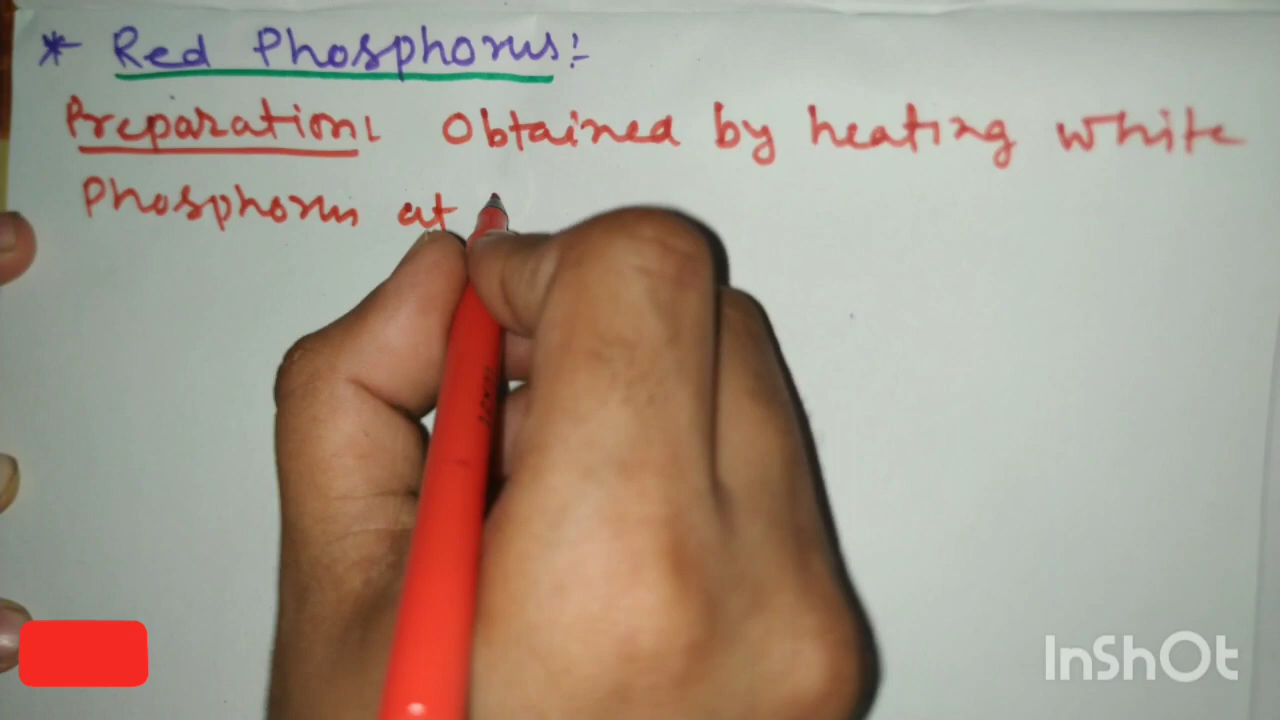 * Red Phosphorus:-
Preparation: Obtained by heating white
Phosphorus at
InShOt